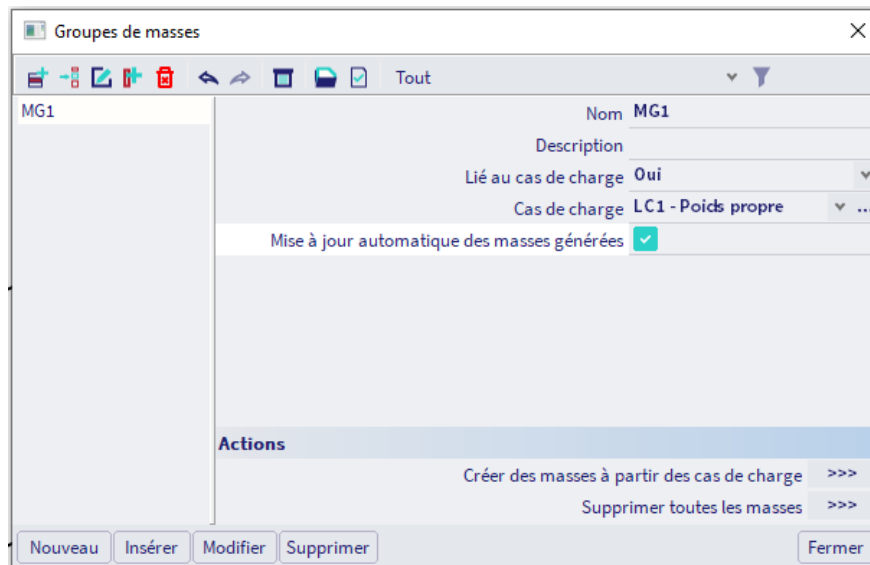 Groupes de masses
Tout
MG1
Nom MG1
Description
Lié au cas de charge Oui
Cas de charge LC1 - Poids propre ...
Mise à jour automatique des masses générées
Actions
Créer des masses à partir des cas de charge >>>
Supprimer toutes les masses >>>
Nouveau Insérer Modifier Supprimer Fermer